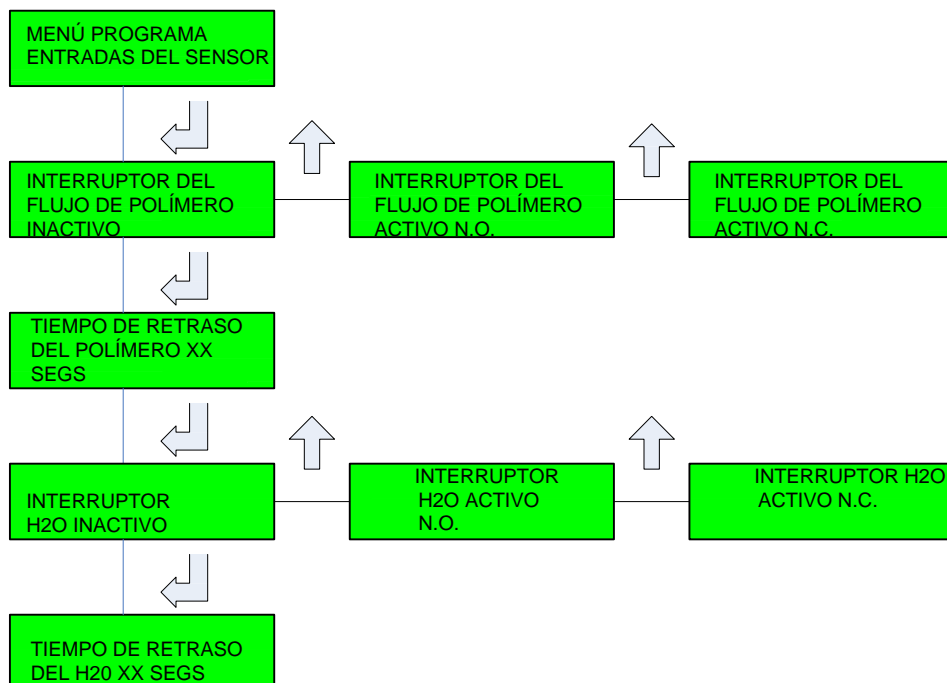 MENÚ PROGRAMA
ENTRADAS DEL SENSOR
INTERRUPTOR DEL
FLUJO DE POLÍMERO
INACTIVO
INTERRUPTOR DEL
FLUJO DE POLÍMERO
ACTIVO N.O.
INTERRUPTOR DEL
FLUJO DE POLÍMERO
ACTIVO N.C.
TIEMPO DE RETRASO
DEL POLÍMERO XX
SEGS
INTERRUPTOR
H2O INACTIVO
INTERRUPTOR
H2O ACTIVO
N.O.
INTERRUPTOR H2O
ACTIVO N.C.
TIEMPO DE RETRASO
DEL H20 XX SEGS